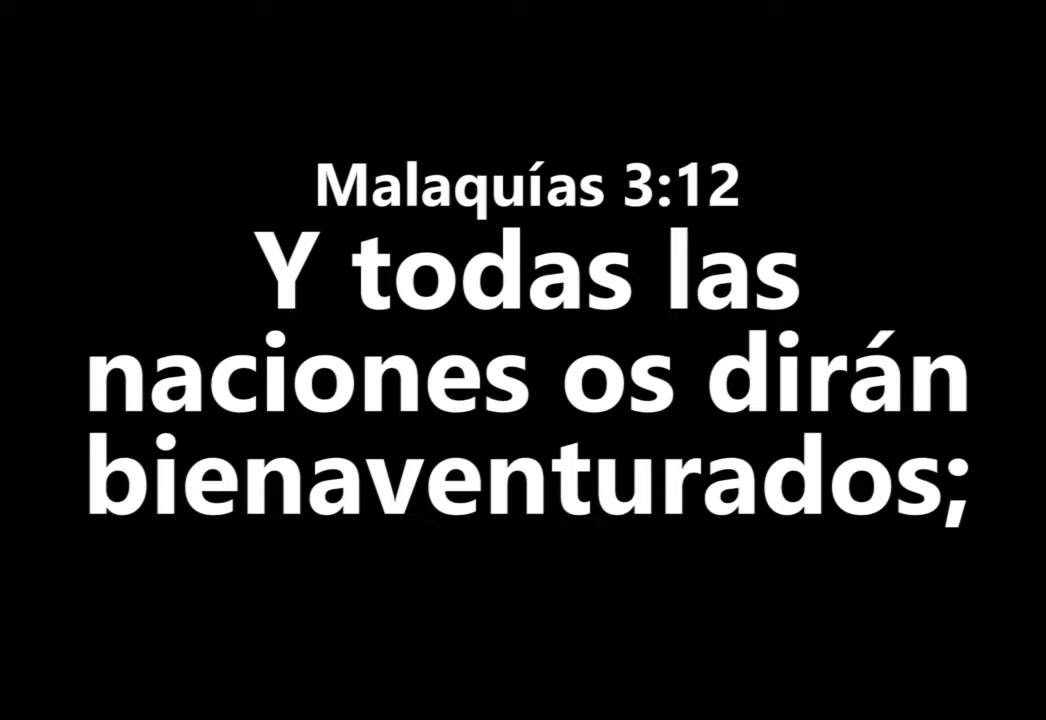 Malaquías 3:12
Y todas las
naciones os dirán
bienaventurados;